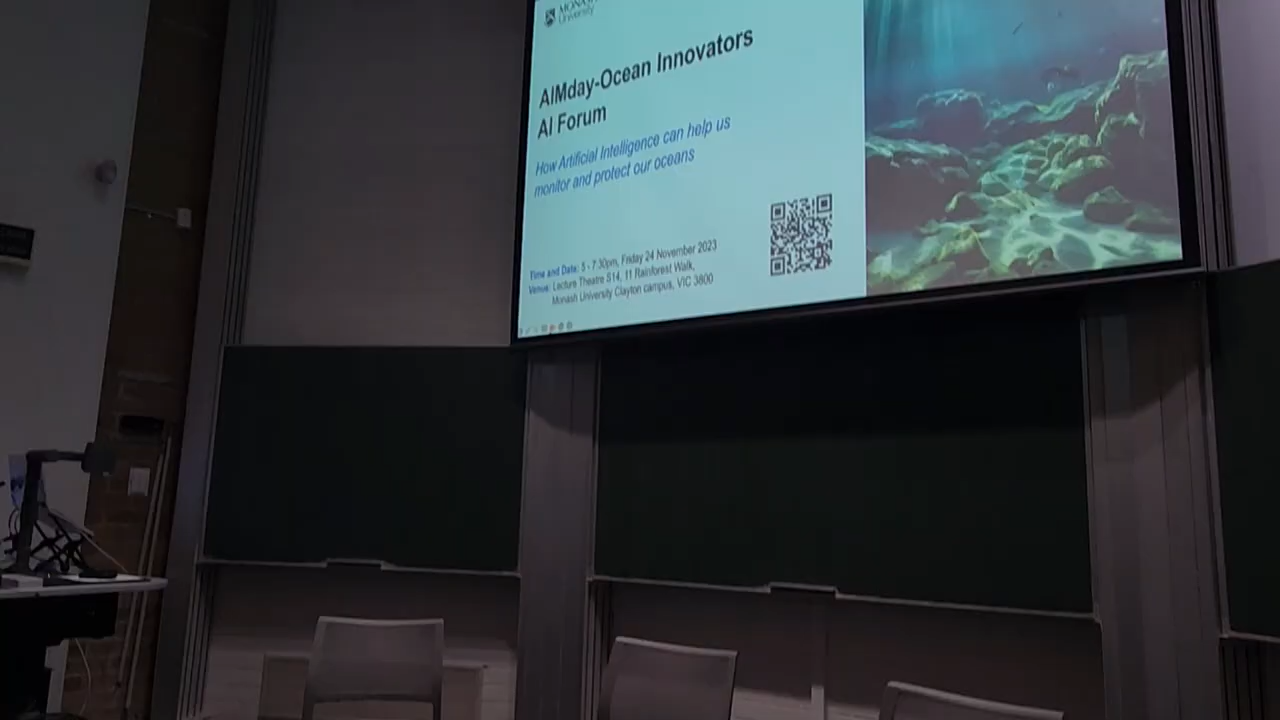 MONASH
University
AIMday-Ocean Innovators
AI Forum
How Artificial Intelligence can help us
monitor and protect our oceans
Time and Date: 5 - 7.30pm, Friday 24 November 2023
Venue: Lecture Theatre S14, 11 Rainforest Walk,
Monash University Clayton campus, VIC 3800